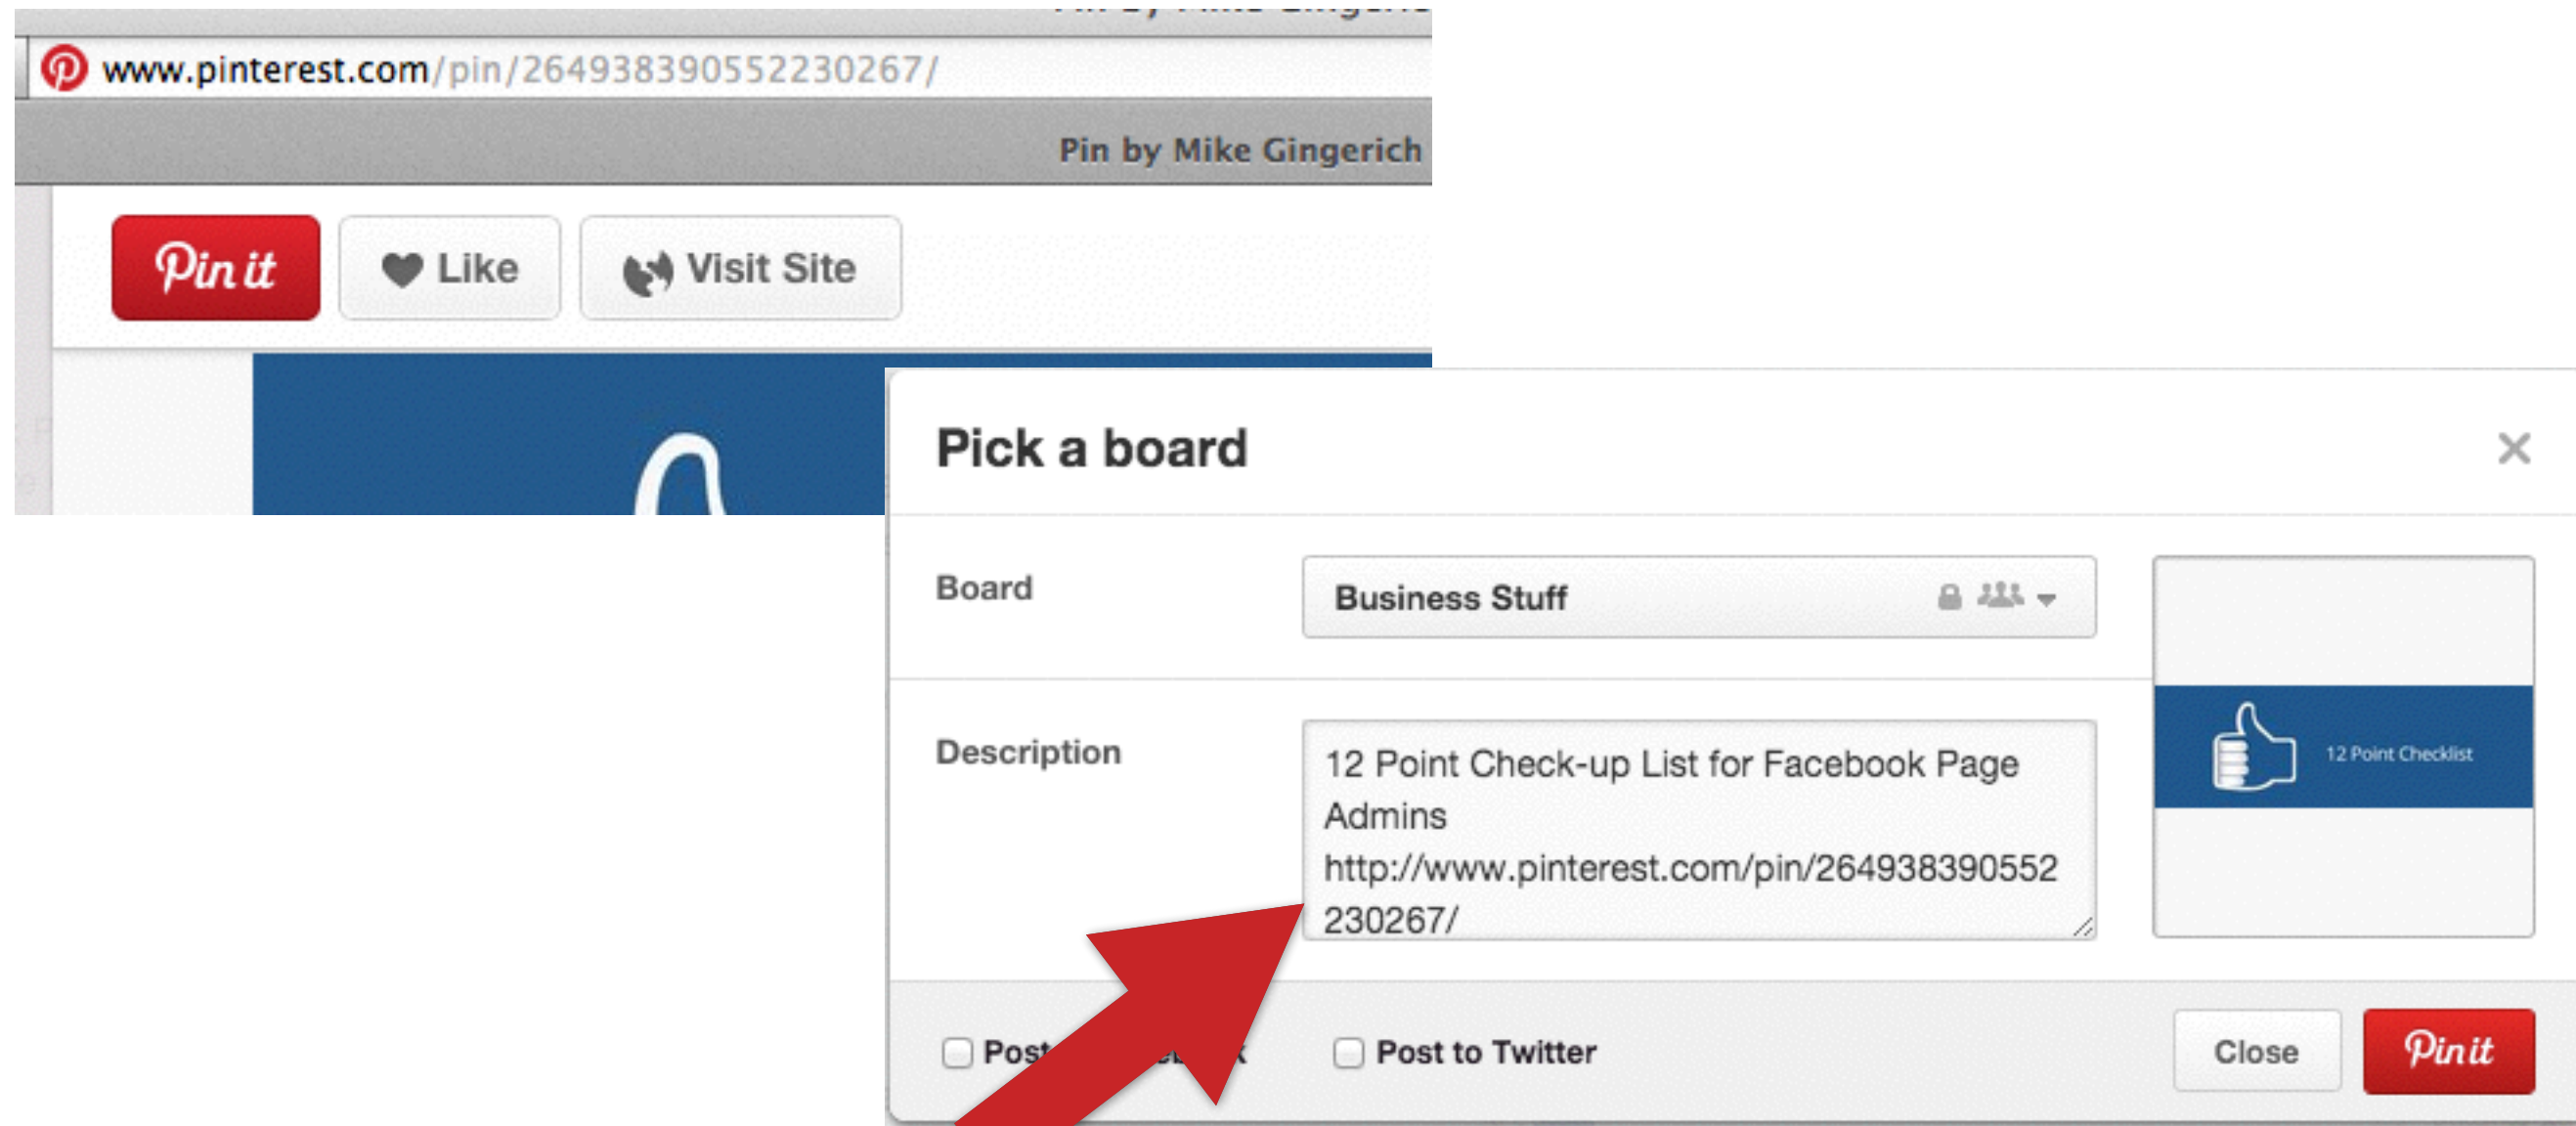 www.pinterest.com/pin/264938390552230267/
Pin by Mike Gingerich
Pin it
Like
Visit Site
Pick a board
Board
Business Stuff
Description
12 Point Check-up List for Facebook Page
Admins
http://www.pinterest.com/pin/264938390552
230267/
12 Point Checklist
Post
Post to Twitter
Close
Pin it